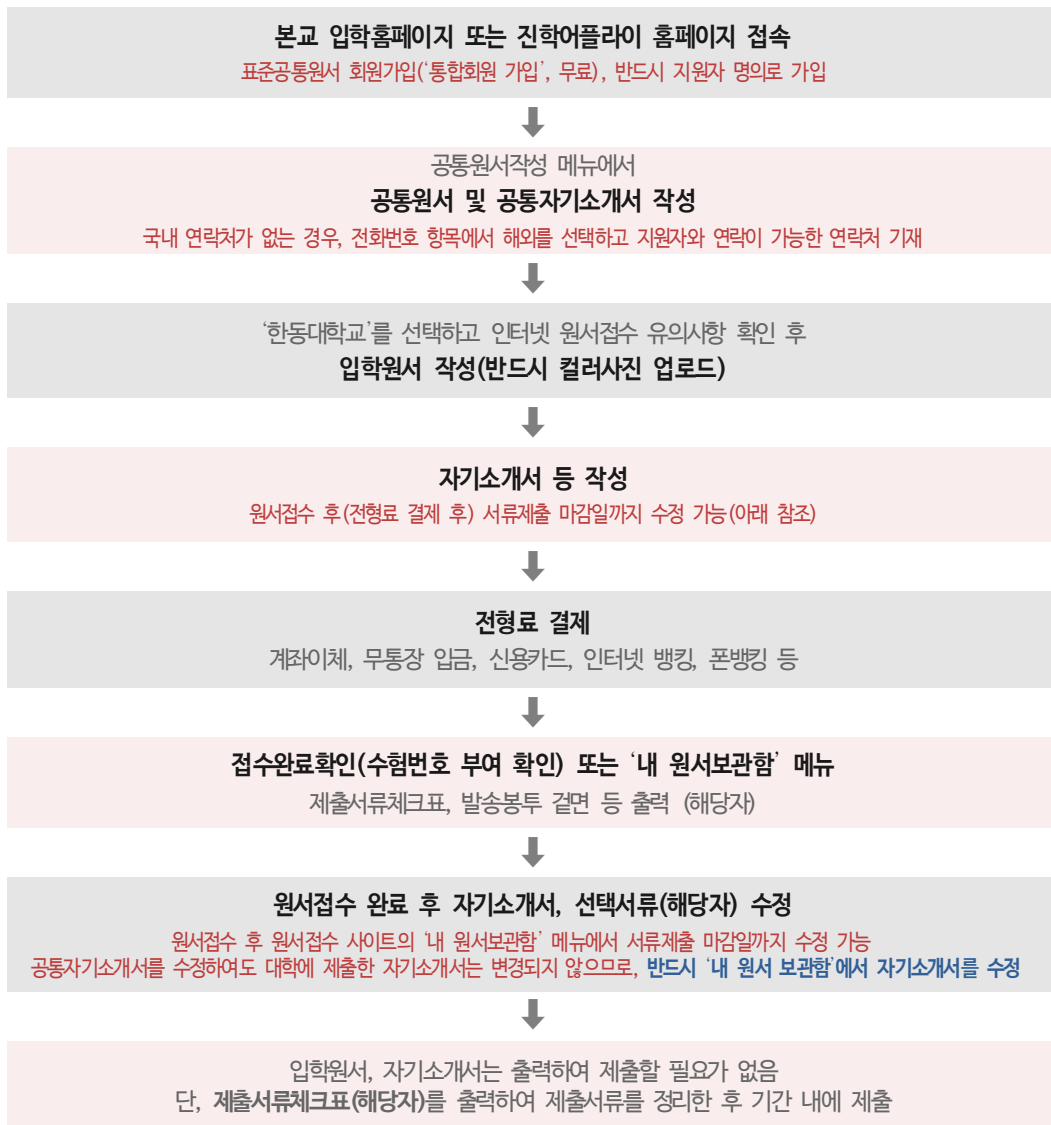 본교 입학홈페이지 또는 진학어플라이 홈페이지 접속
표준공통원서 회원가입(‘통합회원 가입’, 무료), 반드시 지원자 명의로 가입
공통원서작성 메뉴에서
공통원서 및 공통자기소개서 작성
국내 연락처가 없는 경우, 전화번호 항목에서 해외를 선택하고 지원자와 연락이 가능한 연락처 기재
‘한동대학교’를 선택하고 인터넷 원서접수 유의사항 확인 후
입학원서 작성(반드시 컬러사진 업로드)
자기소개서 등 작성
원서접수 후(전형료 결제 후) 서류제출 마감일까지 수정 가능(아래 참조)
전형료 결제
계좌이체, 무통장 입금, 신용카드, 인터넷 뱅킹, 폰뱅킹 등
접수완료확인(수험번호 부여 확인) 또는 ‘내 원서보관함’ 메뉴
제출서류체크표, 발송봉투 겉면 등 출력 (해당자)
원서접수 완료 후 자기소개서, 선택서류(해당자) 수정
원서접수 후 원서접수 사이트의 ‘내 원서보관함’ 메뉴에서 서류제출 마감일까지 수정 가능
공통자기소개서를 수정하여도 대학에 제출한 자기소개서는 변경되지 않으므로, 반드시 ‘내 원서 보관함’에서 자기소개서를 수정
입학원서, 자기소개서는 출력하여 제출할 필요가 없음
단, 제출서류체크표(해당자)를 출력하여 제출서류를 정리한 후 기간 내에 제출